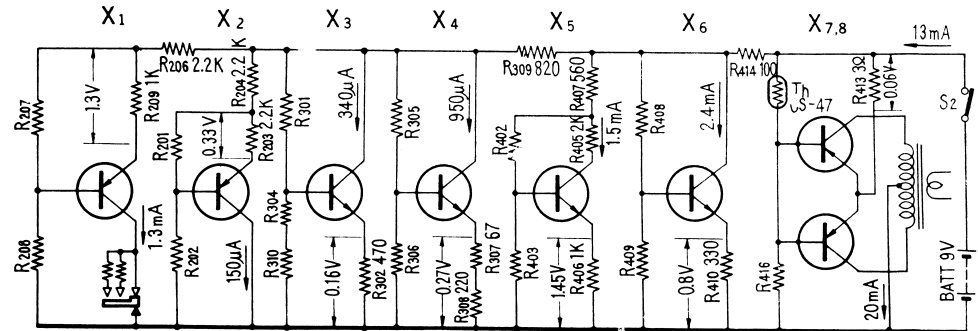 X1
X2
X3
X4
X5
X6
X7,8
13mA
R207
1.3V
R209 1K
R206 2.2K
R204 2.2K
R201
0.33V
R203 2.2K
R301
340μA
R305
950μA
R309 820
R407 560
R402
R405 2K
1.5mA
R408
2.4mA
R414 100
Th
S-47
R413 3Ω
0.06V
S2
R208
1.3mA
R202
150μA
R304
R310
0.16V
R302 470
R306
0.27V
R307 67
R308 220
R403
1.45V
R406 1K
R409
0.8V
R410 330
R416
20mA
BATT 9V